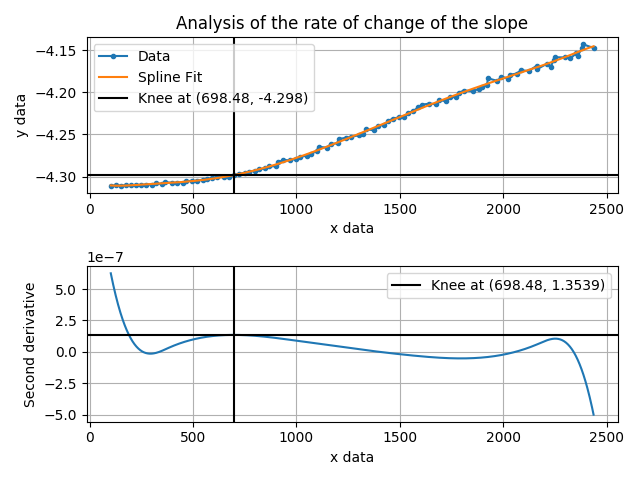 Analysis of the rate of change of the slope
−4.15
−4.20
−4.25
−4.30
y data
Data
Spline Fit
Knee at (698.48, -4.298)
0 500 1000 1500 2000 2500
x data
1e−7
5.0
2.5
0.0
−2.5
−5.0
Second derivative
Knee at (698.48, 1.3539)
0 500 1000 1500 2000 2500
x data